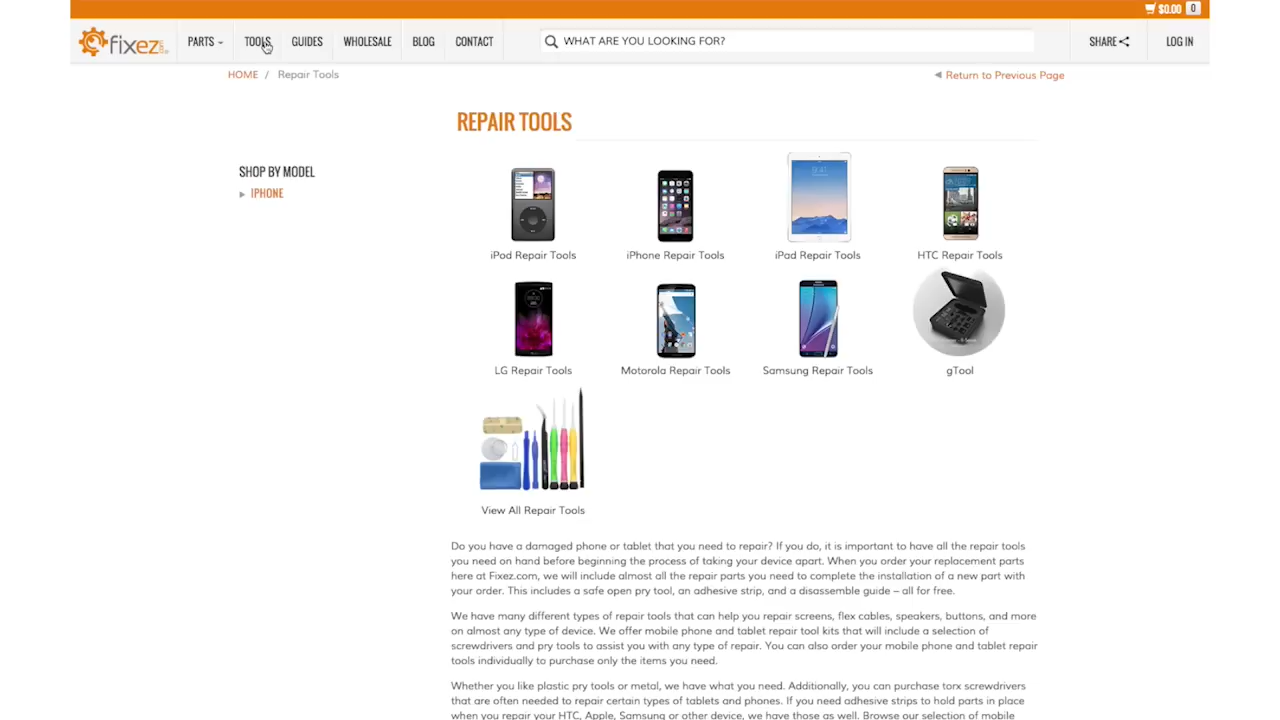 $0.00 0
fixez.com PARTS TOOLS GUIDES WHOLESALE BLOG CONTACT WHAT ARE YOU LOOKING FOR? SHARE LOG IN
HOME / Repair Tools Return to Previous Page
REPAIR TOOLS
SHOP BY MODEL
IPHONE
iPod Repair Tools iPhone Repair Tools iPad Repair Tools HTC Repair Tools
LG Repair Tools Motorola Repair Tools Samsung Repair Tools gTool
View All Repair Tools
Do you have a damaged phone or tablet that you need to repair? If you do, it is important to have all the repair tools
you need on hand before beginning the process of taking your device apart. When you order your replacement parts
here at Fixez.com, we will include almost all the repair parts you need to complete the installation of a new part with
your order. This includes a safe open pry tool, an adhesive strip, and a disassemble guide – all for free.
We have many different types of repair tools that can help you repair screens, flex cables, speakers, buttons, and more
on almost any type of device. We offer mobile phone and tablet repair tool kits that will include a selection of
screwdrivers and pry tools to assist you with any type of repair. You can also order your mobile phone and tablet repair
tools individually to purchase only the items you need.
Whether you like plastic pry tools or metal, we have what you need. Additionally, you can purchase torx screwdrivers
that are often needed to repair certain types of tablets and phones. If you need adhesive strips to hold parts in place
when you repair your HTC, Apple, Samsung or other device, we have those as well. Browse our selection of mobile